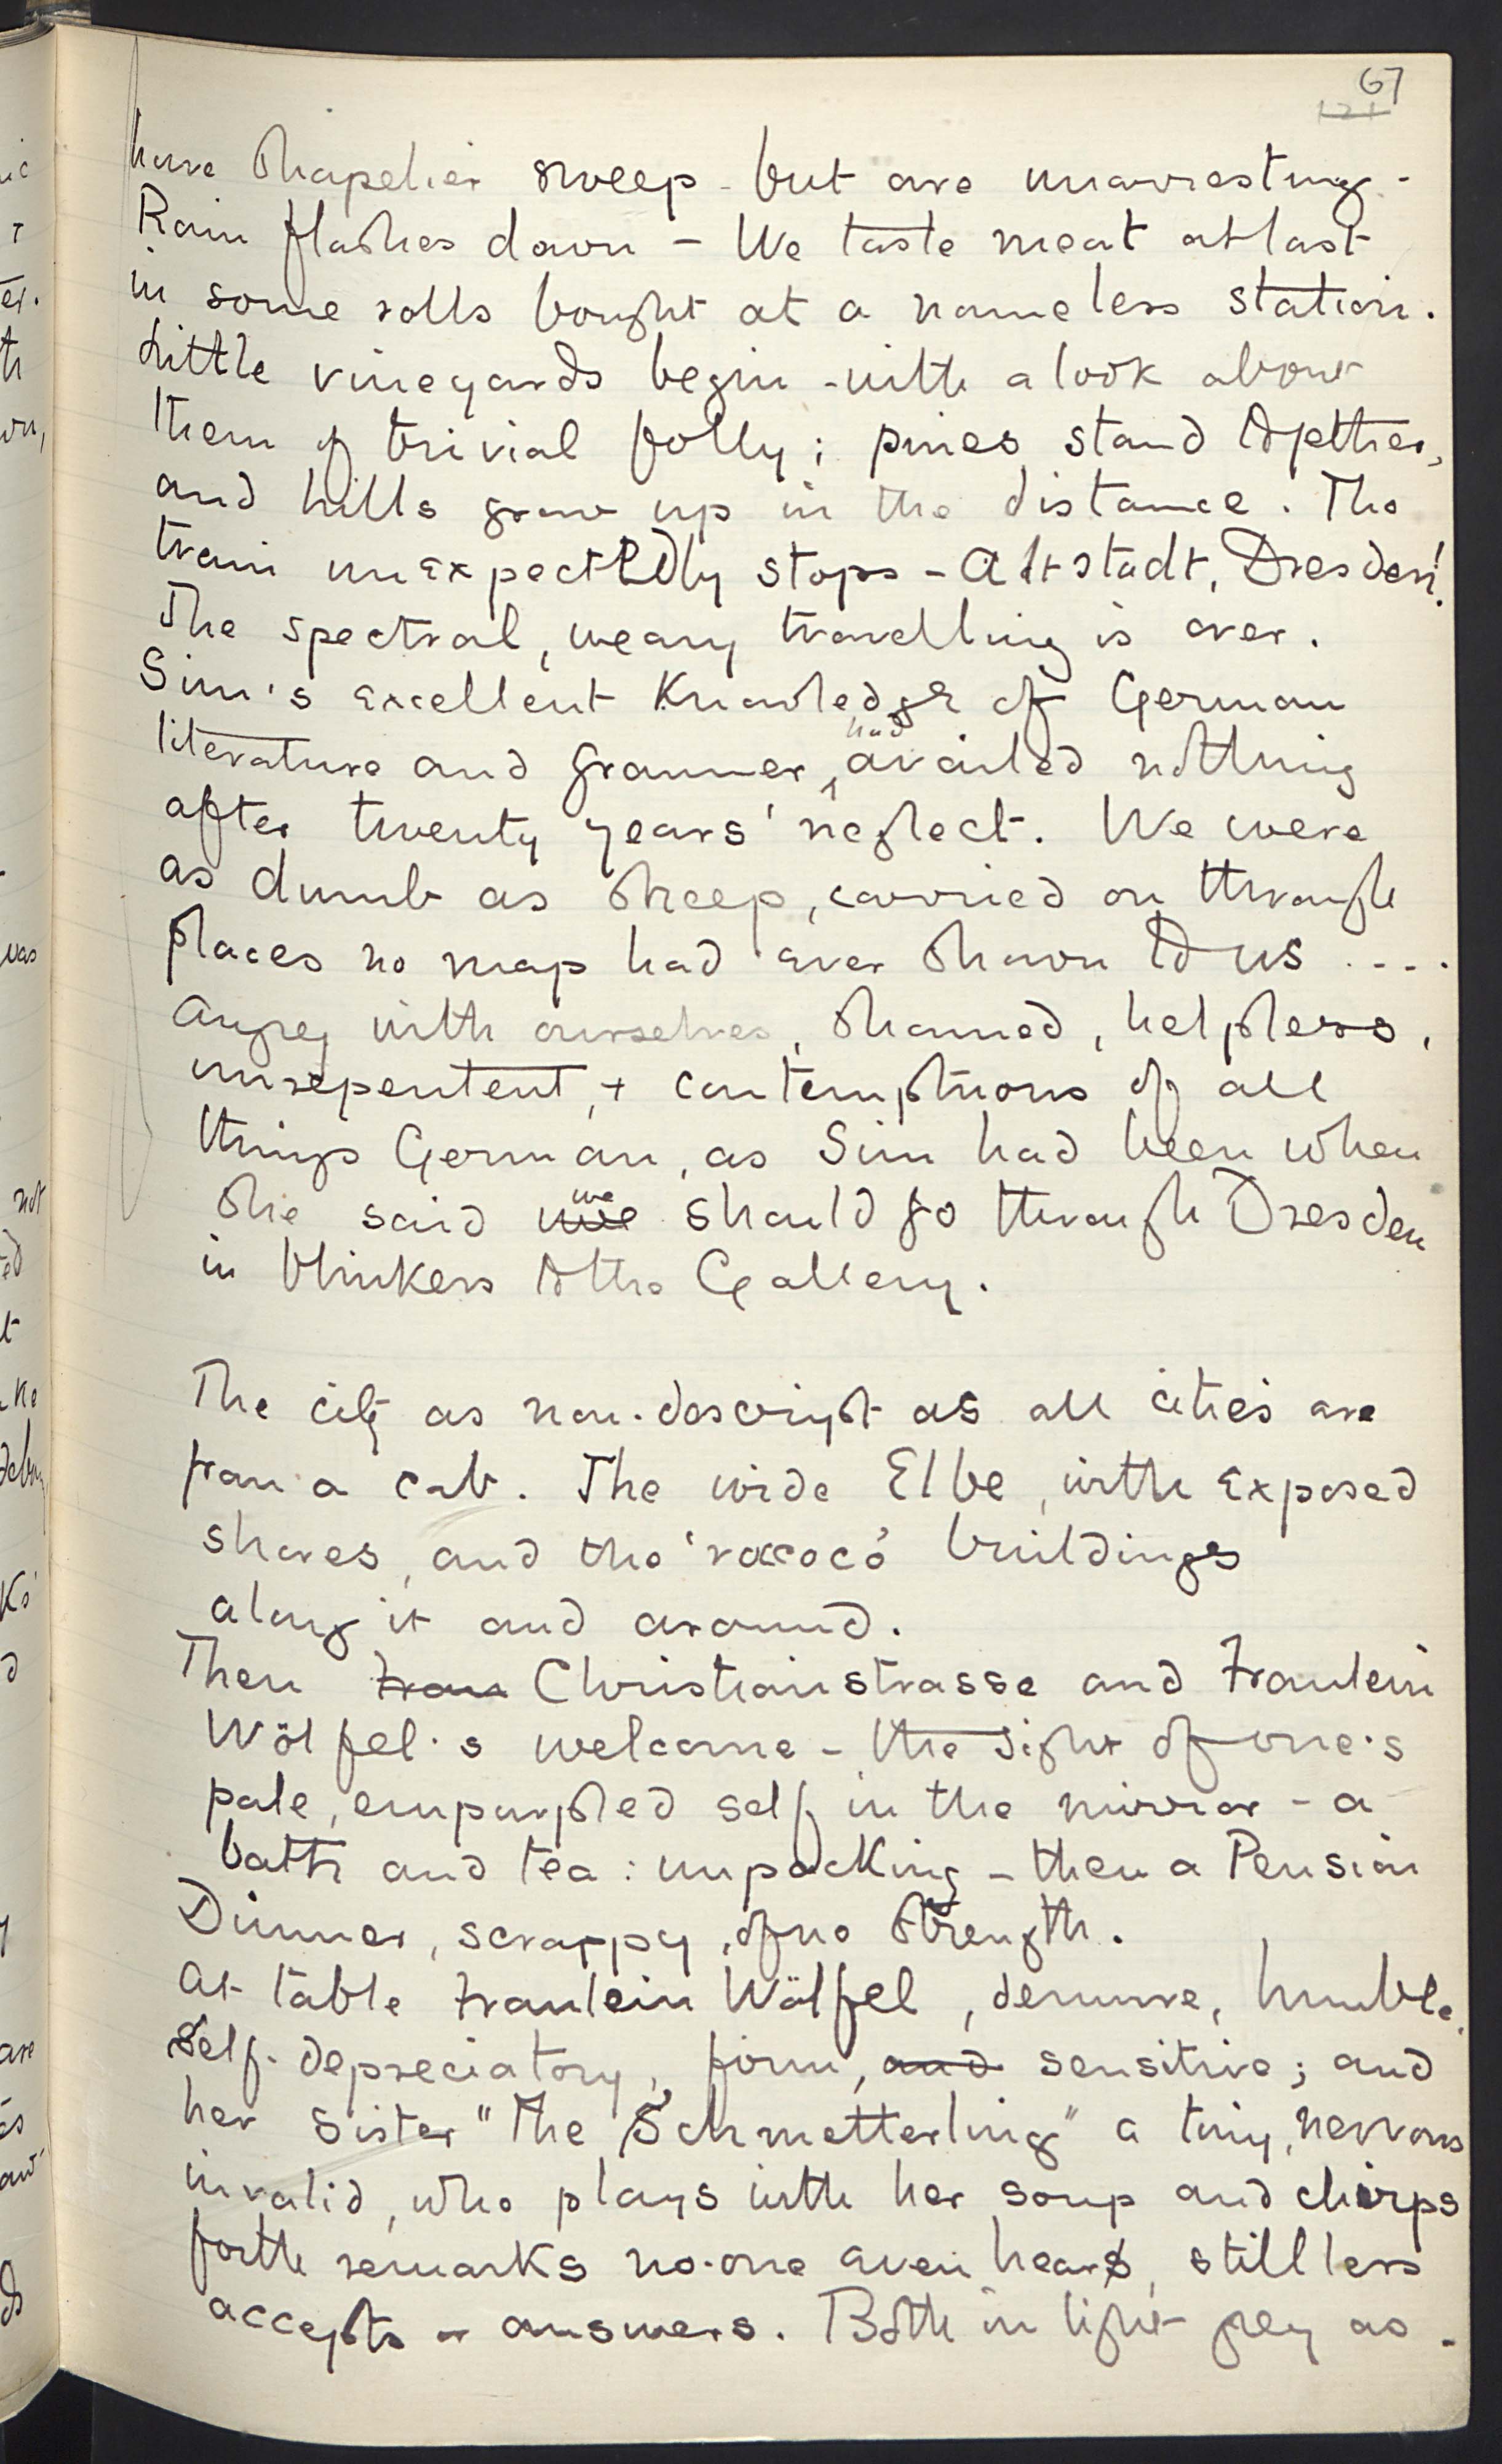 67
121
have shapelier sweep - but are unarresting -
Rain flashes down - We taste meat at last
in some rolls bought at a nameless station.
Little vineyards begin - with a look about
them of trivial folly; pines stand together,
and hills grow up in the distance. The
train unexpectedly stops - Altstadt, Dresden!
The spectral, weary travelling is over.
Sim's excellent Knowledge of German
had
literature and grammer, availed nothing
after twenty years' neglect. We were
as dumb as sheep, carried on through
places no map had ever shown to us ....
Angrey with ourselves, shamed, helpless,
unrepentent, + contemptuous of all
things German, as Sim had been when
we
she said we should go through Dresden
in blinkers to the Gallery.
The city as non-descript as all cities are
from a cab. The wide Elbe, with exposed
shores, and the 'rococo' buildings
along it and around.
Then Frau Christianstrasse and Fraulein
Wölfel's welcome - the sight of one's
pale, empurpled self in the mirror - a
bath and tea: unpacking - then a Pension
Dinner, scrappy, of no strength.
At table Fraulein Wölfel, demure, humble,
self-depreciatory, firm, and sensitive; and
her sister "The Schmetterling" a tiny, nervous
invalid, who plays with her soup and chirps
forth remarks no-one even hears, still less
accepts or answers. Both in light grey as